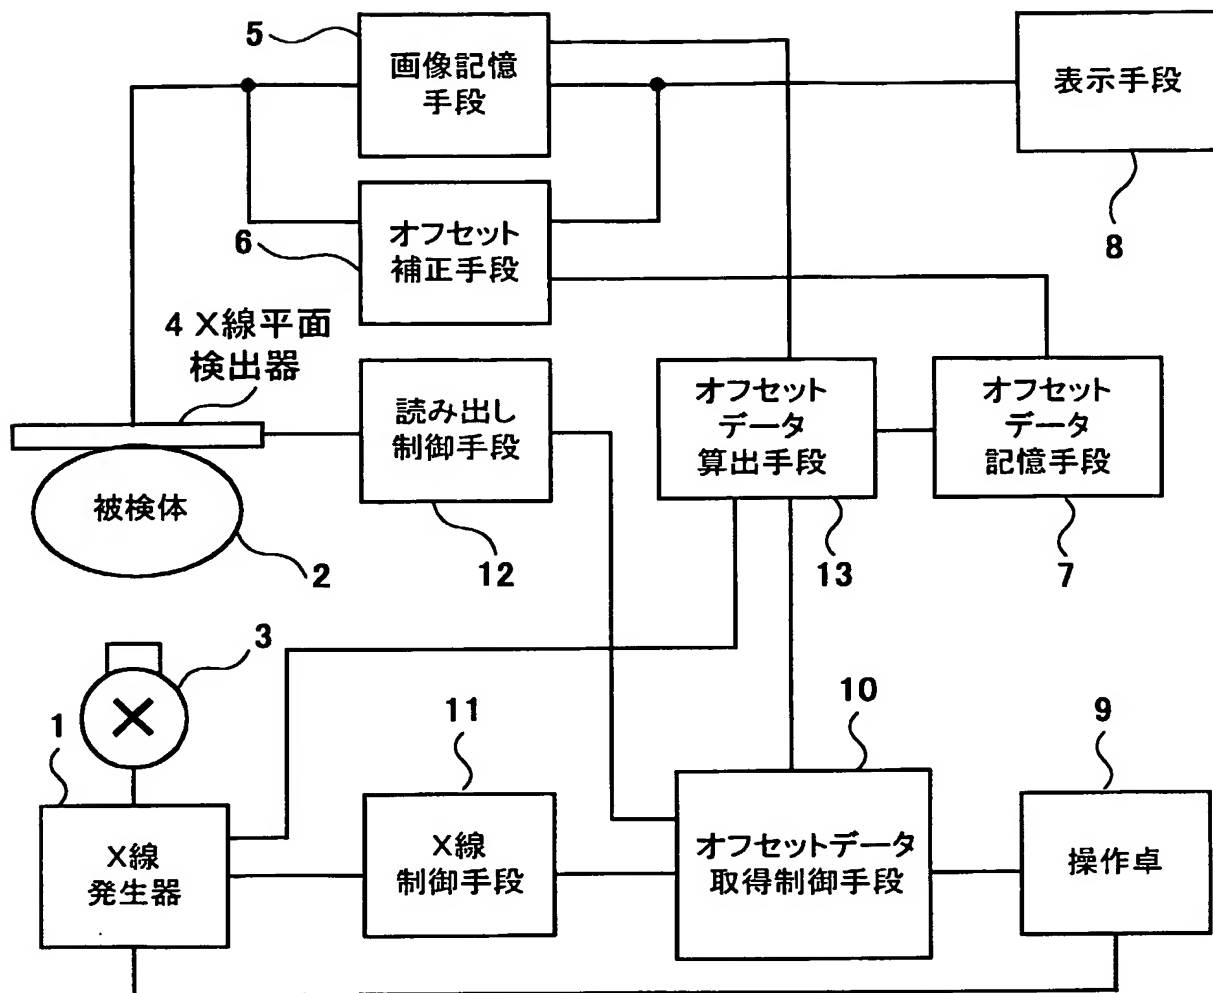 5
画像記憶
手段
表示手段
8
6
オフセット
補正手段
4 X線平面
検出器
読み出し
制御手段
12
オフセット
データ
算出手段
13
オフセット
データ
記憶手段
7
被検体
2
3
1
X線
発生器
11
X線
制御手段
10
オフセットデータ
取得制御手段
9
操作卓